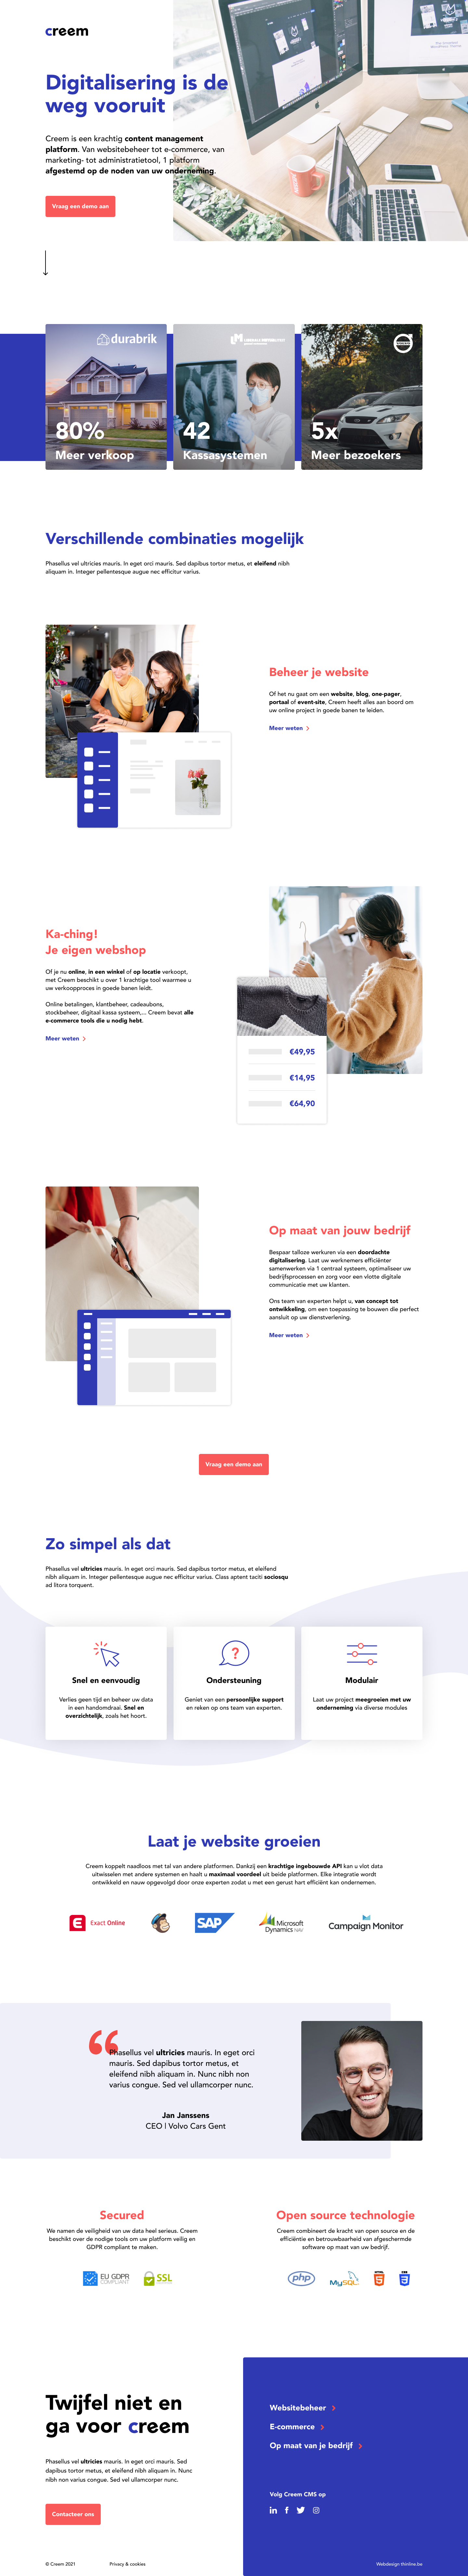 creem
Digitalisering is de
weg vooruit
Creem is een krachtig content management
platform. Van websitebeheer tot e-commerce, van
marketing- tot administratietool, 1 platform
afgestemd op de noden van uw onderneming.
Vraag een demo aan
durabrik
80%
Meer verkoop
42
Kassasystemen
5x
Meer bezoekers
Verschillende combinaties mogelijk
Phasellus vel ultricies mauris. In eget orci mauris. Sed dapibus tortor metus, et eleifend nibh
aliquam in. Integer pellentesque augue nec efficitur varius.
Beheer je website
Of het nu gaat om een website, blog, one-pager,
portaal of event-site, Creem heeft alles aan boord om
uw online project in goede banen te leiden.
Meer weten
Ka-ching!
Je eigen webshop
Of je nu online, in een winkel of op locatie verkoopt,
met Creem beschikt u over 1 krachtige tool waarmee u
uw verkoopproces in goede banen leidt.
Online betalingen, klantbeheer, cadeaubons,
stockbeheer, digitaal kassa systeem,... Creem bevat alle
e-commerce tools die u nodig hebt.
Meer weten
€49,95
€14,95
€64,90
Op maat van jouw bedrijf
Bespaar talloze werkuren via een doordachte
digitalisering. Laat uw werknemers efficiënter
samenwerken via 1 centraal systeem, optimaliseer uw
bedrijfsprocessen en zorg voor een vlotte digitale
communicatie met uw klanten.
Ons team van experten helpt u, van concept tot
ontwikkeling, om een toepassing te bouwen die perfect
aansluit op uw dienstverlening.
Meer weten
Vraag een demo aan
Zo simpel als dat
Phasellus vel ultricies mauris. In eget orci mauris. Sed dapibus tortor metus, et eleifend
nibh aliquam in. Integer pellentesque augue nec efficitur varius. Class aptent taciti sociosqu
ad litora torquent.
Snel en eenvoudig
Verlies geen tijd en beheer uw data
in een handomdraai. Snel en
overzichtelijk, zoals het hoort.
Ondersteuning
Geniet van een persoonlijke support
en reken op ons team van experten.
Modulair
Laat uw project meegroeien met uw
onderneming via diverse modules
Laat je website groeien
Creem koppelt naadloos met tal van andere platformen. Dankzij een krachtige ingebouwde API kan u vlot data
uitwisselen met andere systemen en haalt u maximaal voordeel uit beide platformen. Elke integratie wordt
ontwikkeld en nauw opgevolgd door onze experten zodat u met een gerust hart efficiënt kan ondernemen.
E Exact Online
SAP
Microsoft
Dynamics NAV
Campaign Monitor
Phasellus vel ultricies mauris. In eget orci
mauris. Sed dapibus tortor metus, et
eleifend nibh aliquam in. Nunc nibh non
varius congue. Sed vel ullamcorper nunc.
Jan Janssens
CEO | Volvo Cars Gent
Secured
We namen de veiligheid van uw data heel serieus. Creem
beschikt over de nodige tools om uw platform veilig en
GDPR compliant te maken.
EU GDPR
COMPLIANT
SSL
Open source technologie
Creem combineert de kracht van open source en de
efficiëntie en betrouwbaarheid van afgeschermde
software op maat van uw bedrijf.
php
MySQL
Twijfel niet en
ga voor creem
Phasellus vel ultricies mauris. In eget orci mauris. Sed
dapibus tortor metus, et eleifend nibh aliquam in. Nunc
nibh non varius congue. Sed vel ullamcorper nunc.
Contacteer ons
Websitebeheer
E-commerce
Op maat van je bedrijf
Volg Creem CMS op
© Creem 2021
Privacy & cookies
Webdesign thinline.be